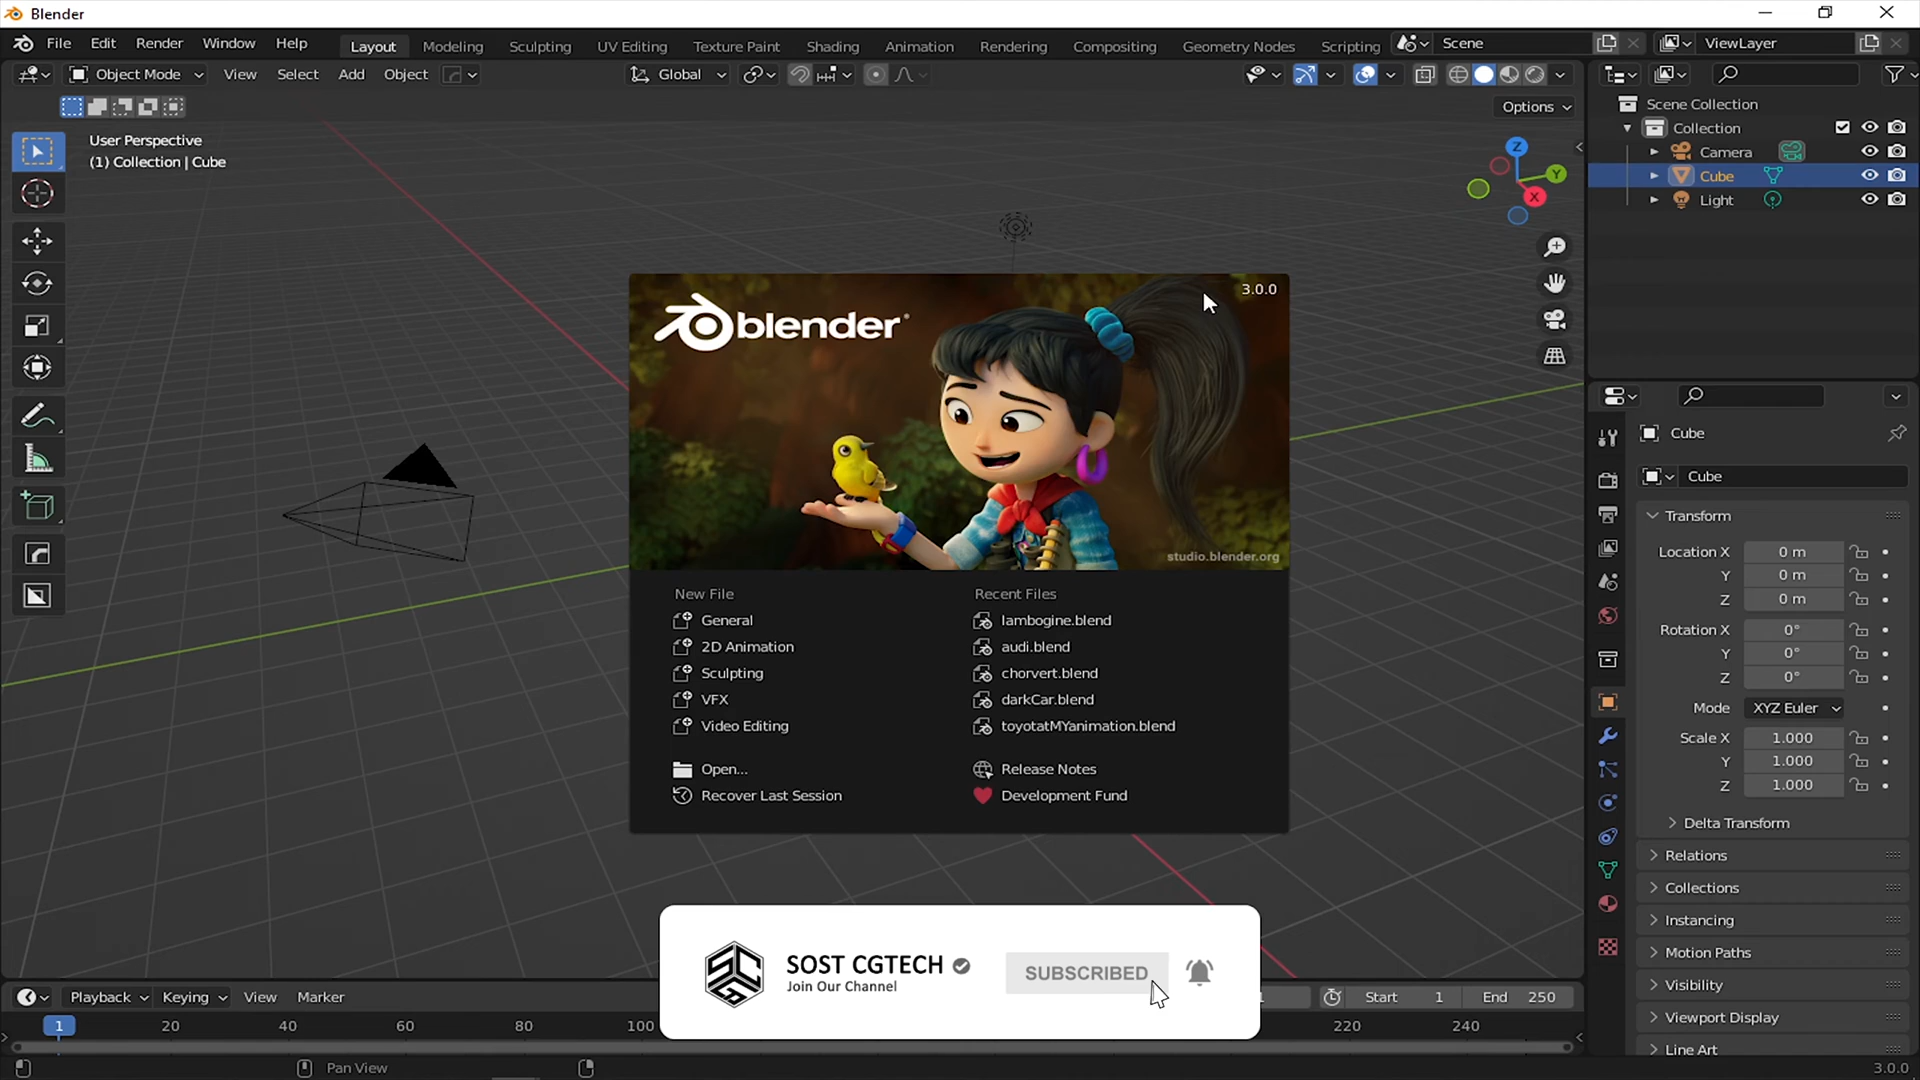 Blender
File Edit Render Window Help Layout Modeling Sculpting UV Editing Texture Paint Shading Animation Rendering Compositing Geometry Nodes Scripting Scene ViewLayer
Object Mode View Select Add Object Global
Options
User Perspective
(1) Collection | Cube
Z
Y
X
Scene Collection
Collection
Camera
Cube
Light
blender
3.0.0
studio.blender.org
New File
General
2D Animation
Sculpting
VFX
Video Editing
Open...
Recover Last Session
Recent Files
lambogine.blend
audi.blend
chorvert.blend
darkCar.blend
toyotatMYanimation.blend
Release Notes
Development Fund
Cube
Cube
Transform
Location X 0 m
Y 0 m
Z 0 m
Rotation X 0°
Y 0°
Z 0°
Mode XYZ Euler
Scale X 1.000
Y 1.000
Z 1.000
Delta Transform
Relations
Collections
Instancing
Motion Paths
Visibility
Viewport Display
Line Art
SOST CGTECH
Join Our Channel
SUBSCRIBED
Playback Keying View Marker 1 Start 1 End 250
1 20 40 60 80 100 220 240
Pan View 3.0.0